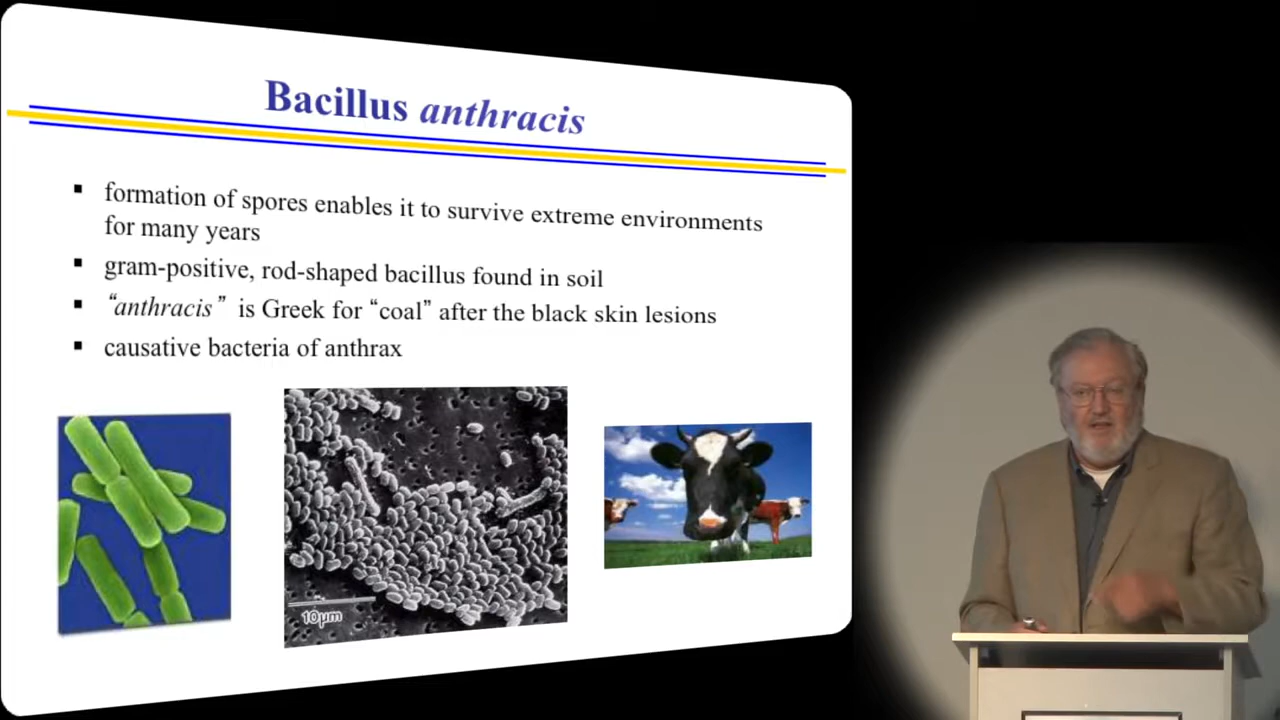 Bacillus anthracis
▪ formation of spores enables it to survive extreme environments
for many years
▪ gram-positive, rod-shaped bacillus found in soil
▪ “anthracis” is Greek for “coal” after the black skin lesions
▪ causative bacteria of anthrax
10µm